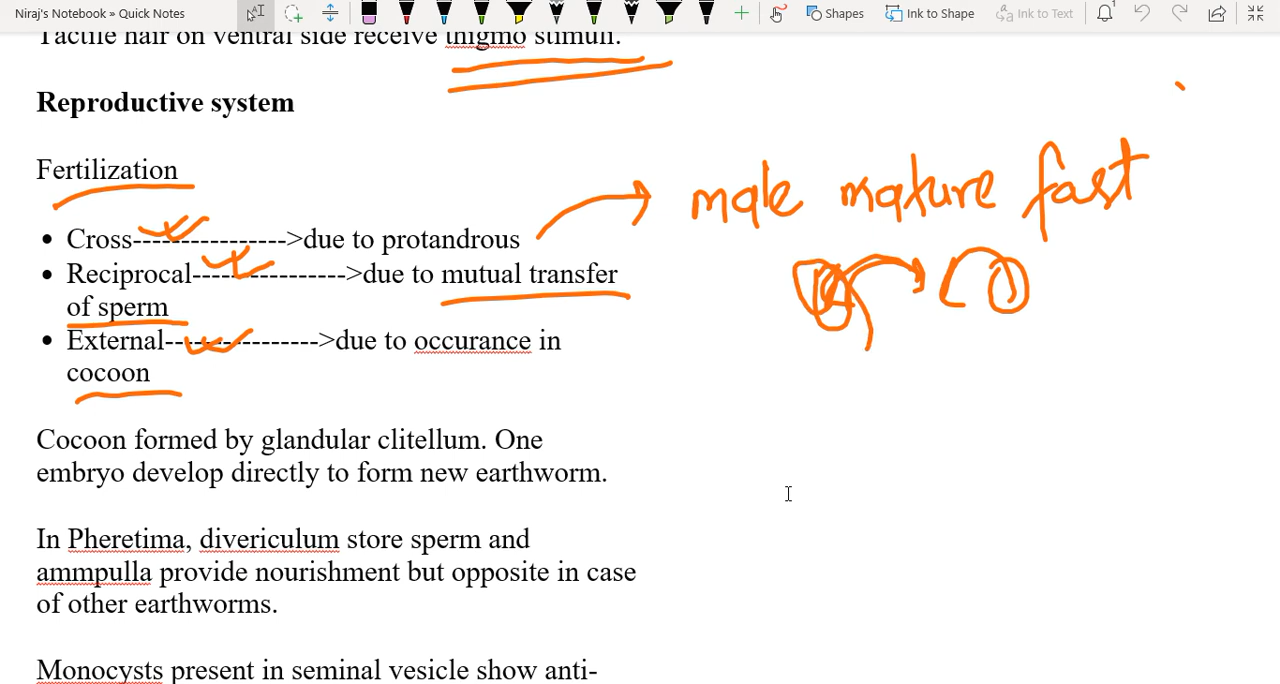 Niraj's Notebook » Quick Notes
Shapes
Ink to Shape
Ink to Text
1
Tactile hair on ventral side receive thigmo stimuli.
Reproductive system
Fertilization
• Cross----------------->due to protandrous
male mature fast
• Reciprocal----------------->due to mutual transfer
of sperm
• External----------------->due to occurance in
cocoon
Cocoon formed by glandular clitellum. One
embryo develop directly to form new earthworm.
In Pheretima, divericulum store sperm and
ammpulla provide nourishment but opposite in case
of other earthworms.
Monocysts present in seminal vesicle show anti-